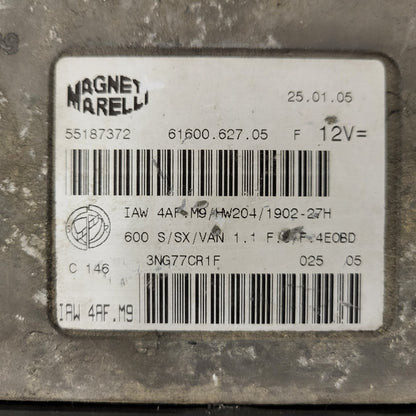 MAGNETI
MARELLI
25.01.05
55187372 61600.627.05 F 12V=
IAW 4AF.M9/HW204/1902-27H
600 S/SX/VAN 1.1 F.4EOBD
C 146 3NG77CR1F 025 05
IAW 4AF.M9